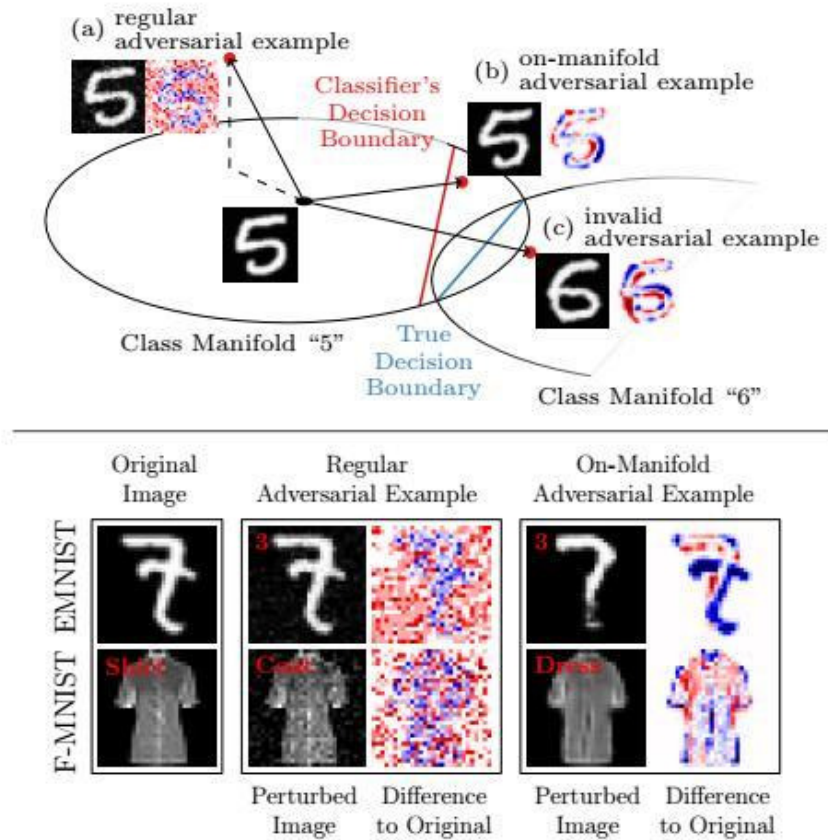 (a) regular
adversarial example
(b) on-manifold
adversarial example
Classifier's
Decision
Boundary
(c) invalid
adversarial example
Class Manifold “5”
True
Decision
Boundary
Class Manifold “6”
Original
Image
Regular
Adversarial Example
On-Manifold
Adversarial Example
EMNIST
3
3
F-MNIST
Shirt
Coat
Dress
Perturbed
Image
Difference
to Original
Perturbed
Image
Difference
to Original